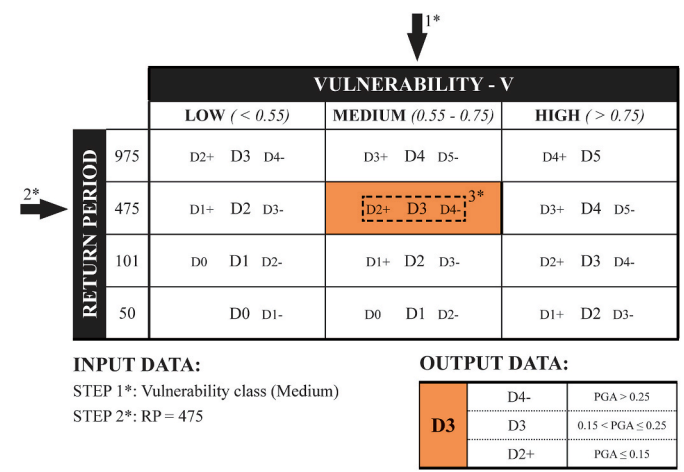 1*
VULNERABILITY - V
LOW ( < 0.55) MEDIUM (0.55 - 0.75) HIGH ( > 0.75)
2*
RETURN PERIOD
975 D2+ D3 D4- D3+ D4 D5- D4+ D5
475 D1+ D2 D3- D2+ D3 D4- 3* D3+ D4 D5-
101 D0 D1 D2- D1+ D2 D3- D2+ D3 D4-
50 D0 D1- D0 D1 D2- D1+ D2 D3-
INPUT DATA:
STEP 1*: Vulnerability class (Medium)
STEP 2*: RP = 475
OUTPUT DATA:
D3
D4- PGA > 0.25
D3 0.15 < PGA ≤ 0.25
D2+ PGA ≤ 0.15